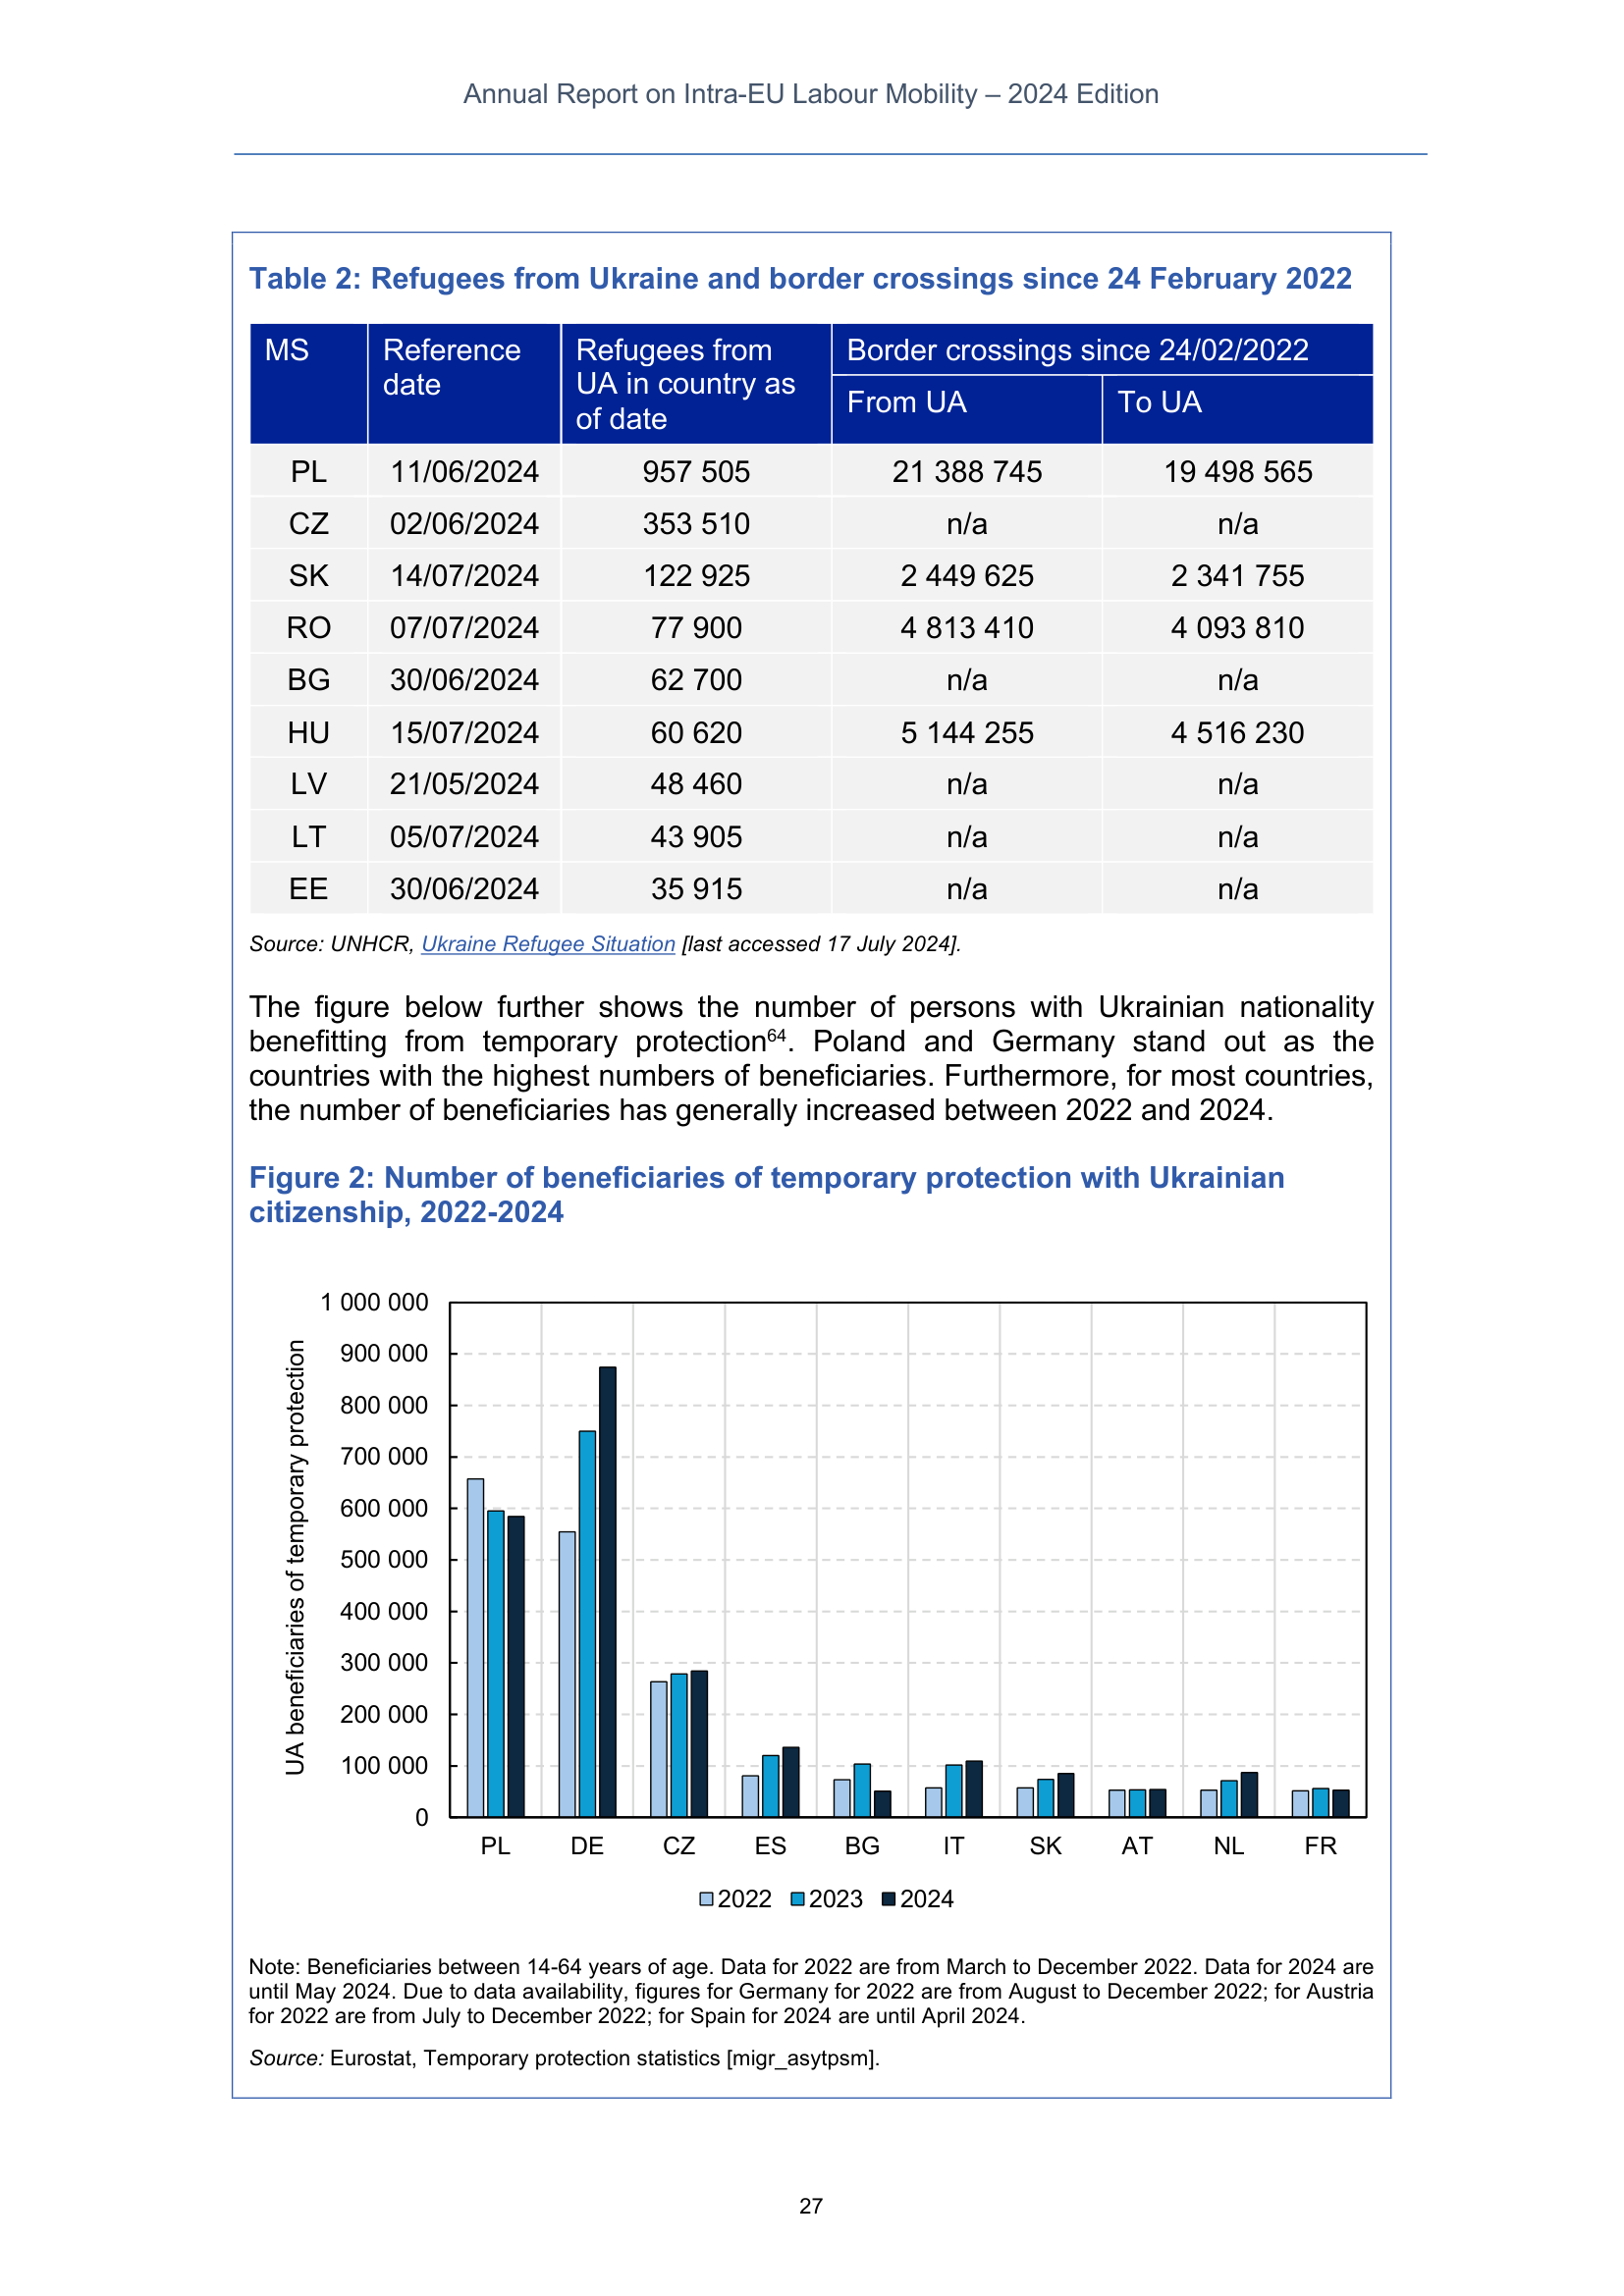 Annual Report on Intra-EU Labour Mobility – 2024 Edition
Table 2: Refugees from Ukraine and border crossings since 24 February 2022
MS Reference date Refugees from UA in country as of date Border crossings since 24/02/2022
From UA To UA
PL 11/06/2024 957 505 21 388 745 19 498 565
CZ 02/06/2024 353 510 n/a n/a
SK 14/07/2024 122 925 2 449 625 2 341 755
RO 07/07/2024 77 900 4 813 410 4 093 810
BG 30/06/2024 62 700 n/a n/a
HU 15/07/2024 60 620 5 144 255 4 516 230
LV 21/05/2024 48 460 n/a n/a
LT 05/07/2024 43 905 n/a n/a
EE 30/06/2024 35 915 n/a n/a
Source: UNHCR, Ukraine Refugee Situation [last accessed 17 July 2024].
The figure below further shows the number of persons with Ukrainian nationality
benefitting from temporary protection64. Poland and Germany stand out as the
countries with the highest numbers of beneficiaries. Furthermore, for most countries,
the number of beneficiaries has generally increased between 2022 and 2024.
Figure 2: Number of beneficiaries of temporary protection with Ukrainian
citizenship, 2022-2024
UA beneficiaries of temporary protection
1 000 000
900 000
800 000
700 000
600 000
500 000
400 000
300 000
200 000
100 000
0
PL DE CZ ES BG IT SK AT NL FR
2022 2023 2024
Note: Beneficiaries between 14-64 years of age. Data for 2022 are from March to December 2022. Data for 2024 are
until May 2024. Due to data availability, figures for Germany for 2022 are from August to December 2022; for Austria
for 2022 are from July to December 2022; for Spain for 2024 are until April 2024.
Source: Eurostat, Temporary protection statistics [migr_asytpsm].
27